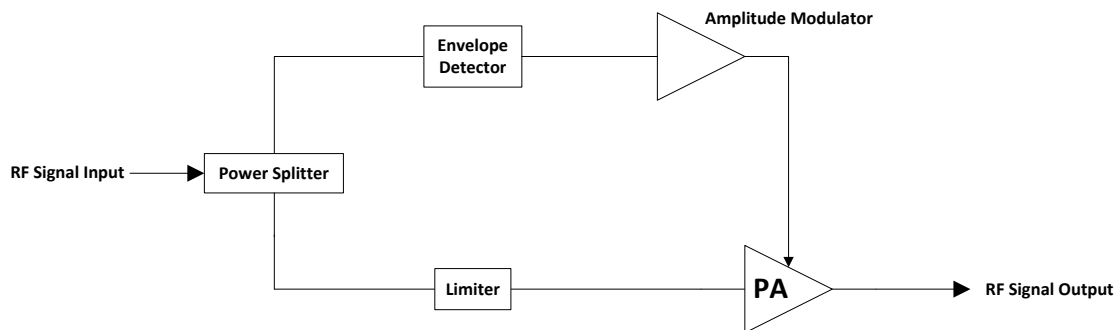 Amplitude Modulator
Envelope
Detector
RF Signal Input
Power Splitter
Limiter
PA
RF Signal Output